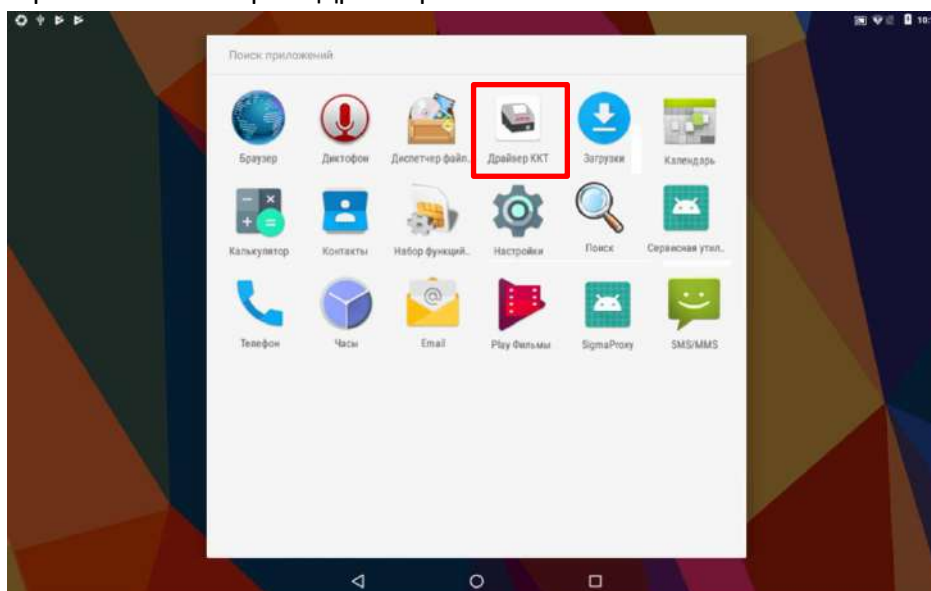 10:
Поиск приложений
Браузер
Диктофон
Диспетчер файл..
Драйвер ККТ
Загрузки
Календарь
Калькулятор
Контакты
Набор функций..
Настройки
Поиск
Сервисная утил..
Телефон
Часы
Email
Play Фильмы
SigmaProxy
SMS/MMS